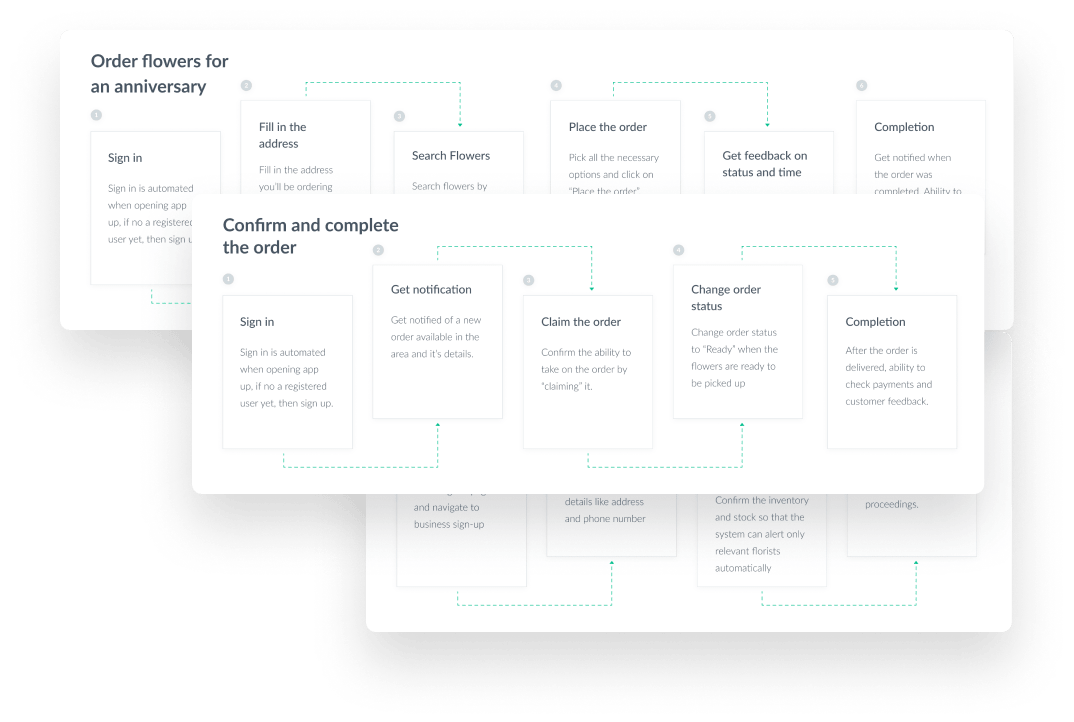 Order flowers for
an anniversary
1
Sign in
Sign in is automated
when opening app
up, if no a registered
user yet, then sign
2
Fill in the
address
Fill in the address
you'll be ordering
3
Search Flowers
Search flowers by
Place the order
Pick all the necessary
options and click on
“Place the order”
5
Get feedback on
status and time
Completion
Get notified when
the order was
completed. Ability to
Confirm and complete
the order
1
Sign in
Sign in is automated
when opening app
up, if no a registered
user yet, then sign up.
2
Get notification
Get notified of a new
order available in the
area and it's details.
3
Claim the order
Confirm the ability to
take on the order by
“claiming” it.
4
Change order
status
Change order status
to “Ready” when the
flowers are ready to
be picked up
5
Completion
After the order is
delivered, ability to
check payments and
customer feedback.
and navigate to
business sign-up
details like address
and phone number
Confirm the inventory
and stock so that the
system can alert only
relevant florists
automatically
proceedings.